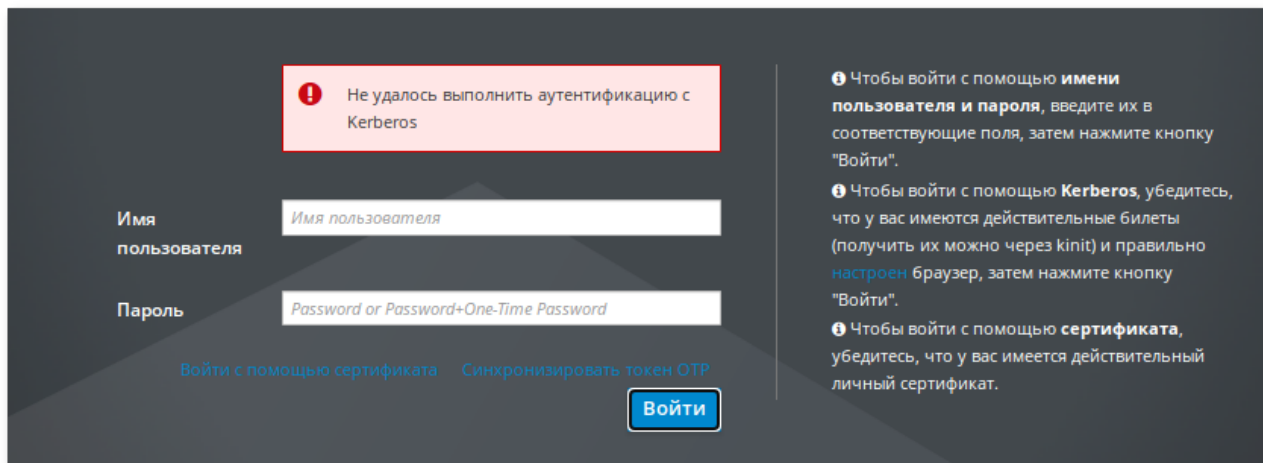 Не удалось выполнить аутентификацию с
Kerberos
Имя
пользователя
Имя пользователя
Пароль
Password or Password+One-Time Password
Войти с помощью сертификата
Синхронизировать токен OTP
Войти
Чтобы войти с помощью имени
пользователя и пароля, введите их в
соответствующие поля, затем нажмите кнопку
"Войти".
Чтобы войти с помощью Kerberos, убедитесь,
что у вас имеются действительные билеты
(получить их можно через kinit) и правильно
настроен браузер, затем нажмите кнопку
"Войти".
Чтобы войти с помощью сертификата,
убедитесь, что у вас имеется действительный
личный сертификат.